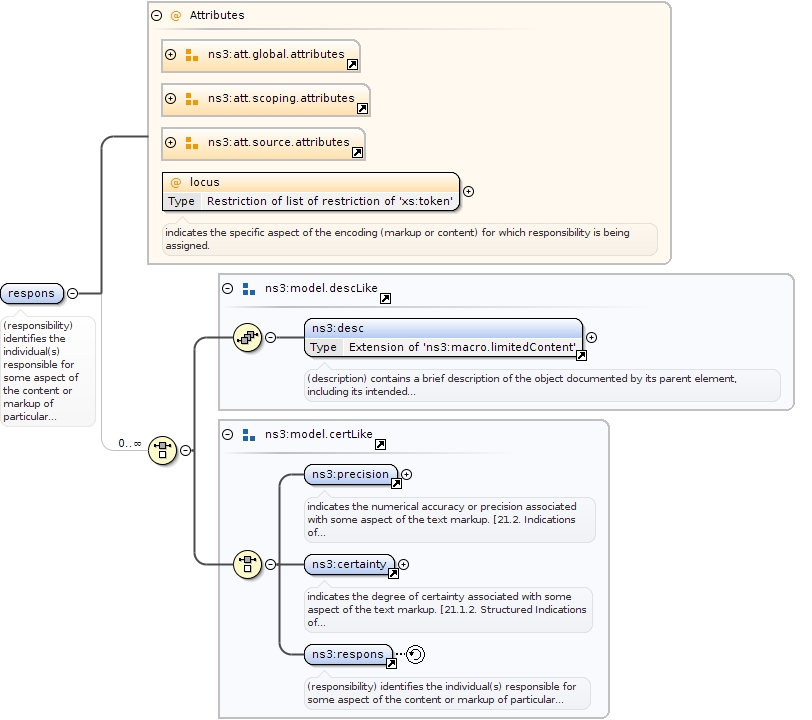 Attributes
ns3:att.global.attributes
ns3:att.scoping.attributes
ns3:att.source.attributes
@ locus
Type Restriction of list of restriction of 'xs:token'
indicates the specific aspect of the encoding (markup or content) for which responsibility is being
assigned.
respons
(responsibility)
identifies the
individual(s)
responsible for
some aspect of
the content or
markup of
particular...
0..∞
ns3:model.descLike
ns3:desc
Type Extension of 'ns3:macro.limitedContent'
(description) contains a brief description of the object documented by its parent element,
including its intended...
ns3:model.certLike
ns3:precision
indicates the numerical accuracy or precision associated
with some aspect of the text markup. [21.2. Indications
of...
ns3:certainty
indicates the degree of certainty associated with some
aspect of the text markup. [21.1.2. Structured Indications
of...
ns3:respons
(responsibility) identifies the individual(s) responsible for
some aspect of the content or markup of particular...